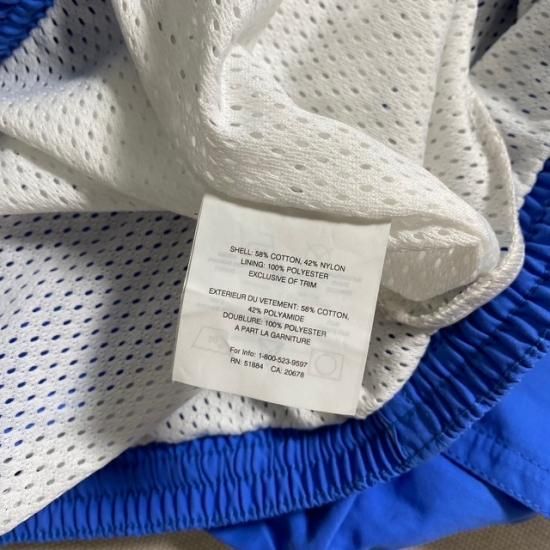 SHELL: 58% COTTON, 42% NYLON
LINING: 100% POLYESTER
EXCLUSIVE OF TRIM
EXTERIEUR DU VETEMENT: 58% COTTON,
42% POLYAMIDE
DOUBLURE: 100% POLYESTER
A PART LA GARNITURE
For Info: 1-800-523-9597
RN: 51884 CA: 20678